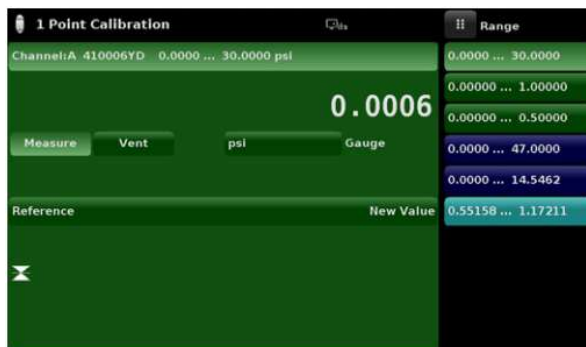 1 Point Calibration
Range
Channel:A 410006YD 0.0000 ... 30.0000 psi
0.0000 ... 30.0000
0.00000 ... 1.00000
0.0006
0.00000 ... 0.50000
Measure Vent psi Gauge
0.0000 ... 47.0000
0.0000 ... 14.5462
Reference New Value
0.55158 ... 1.17211